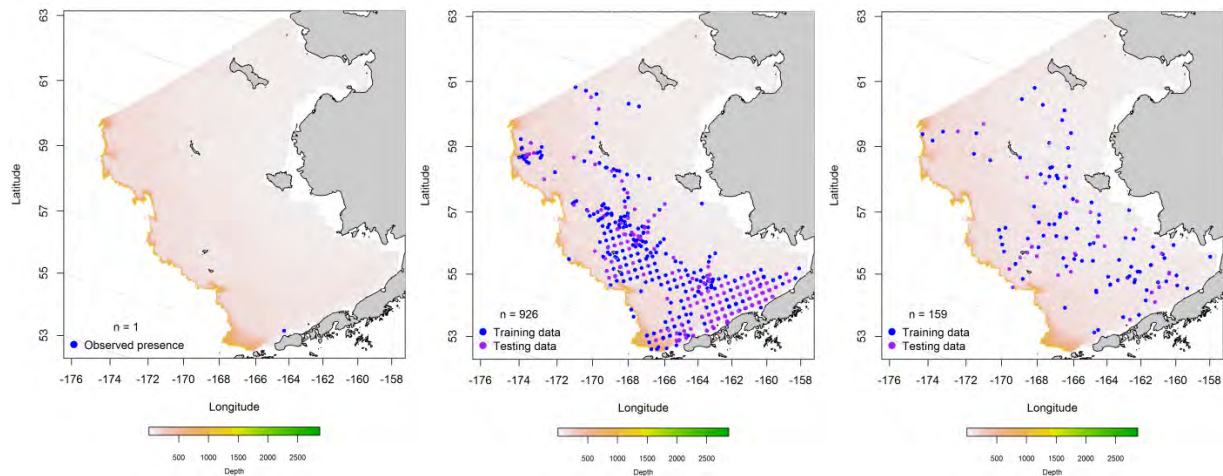 63
61
59
57
55
53
Latitude
n = 1
Observed presence
-176 -174 -172 -170 -168 -166 -164 -162 -160 -158
Longitude
500 1000 1500 2000 2500
Depth
63
61
59
57
55
53
Latitude
n = 926
Training data
Testing data
-176 -174 -172 -170 -168 -166 -164 -162 -160 -158
Longitude
500 1000 1500 2000 2500
Depth
63
61
59
57
55
53
Latitude
n = 159
Training data
Testing data
-176 -174 -172 -170 -168 -166 -164 -162 -160 -158
Longitude
500 1000 1500 2000 2500
Depth